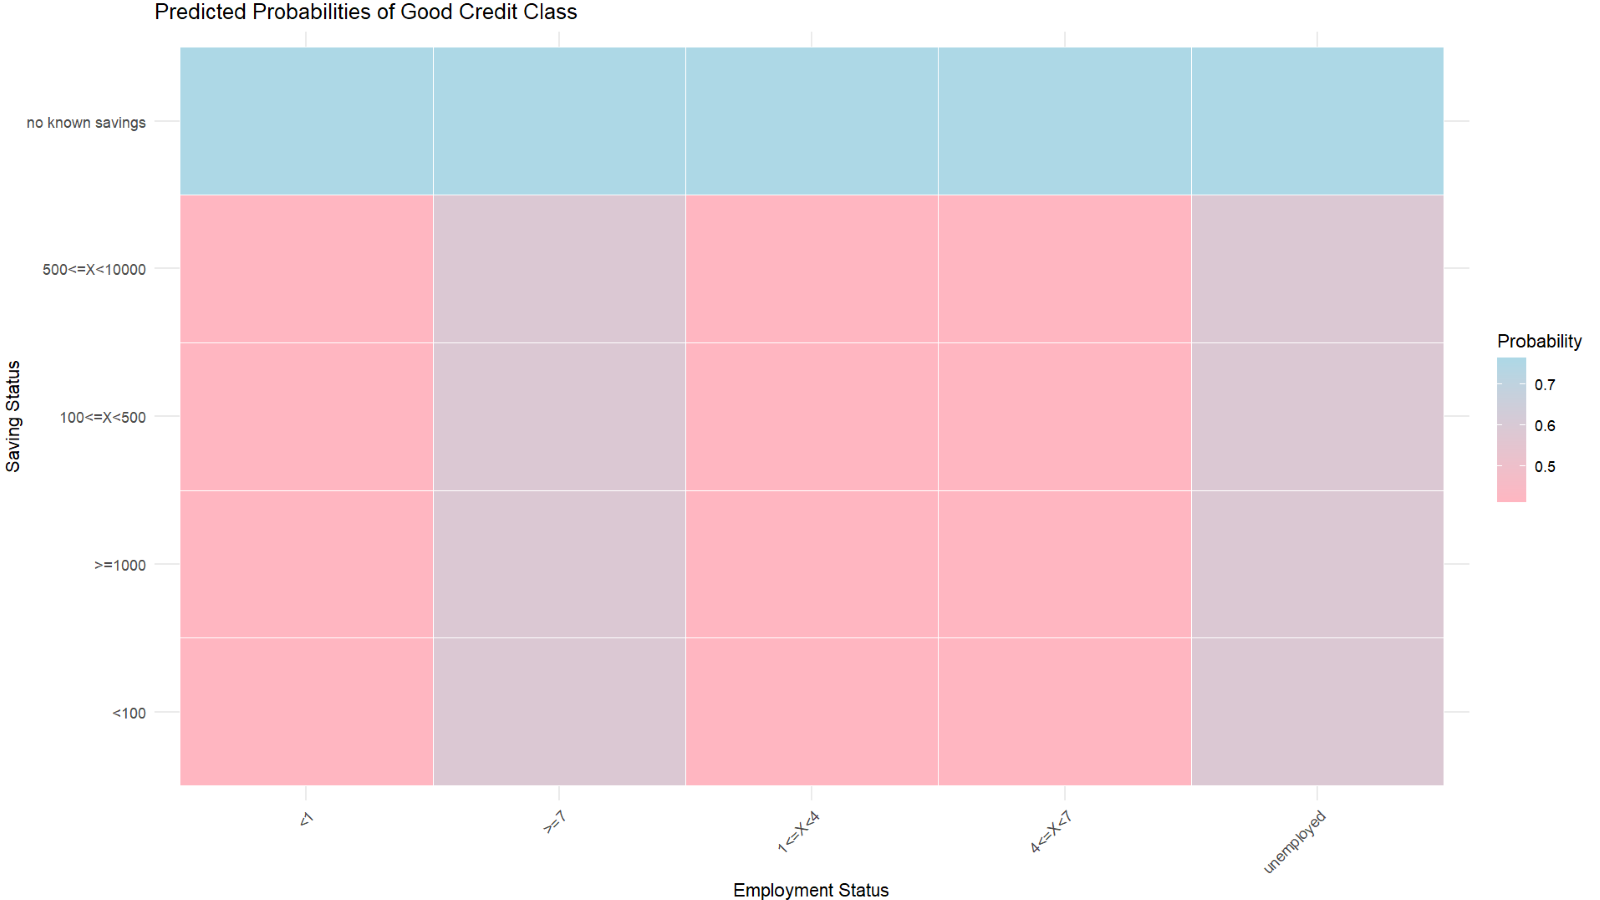 Predicted Probabilities of Good Credit Class
Saving Status
no known savings
500<=X<10000
100<=X<500
>=1000
<100
<1
>=7
1<=X<4
4<=X<7
unemployed
Employment Status
Probability
0.7
0.6
0.5